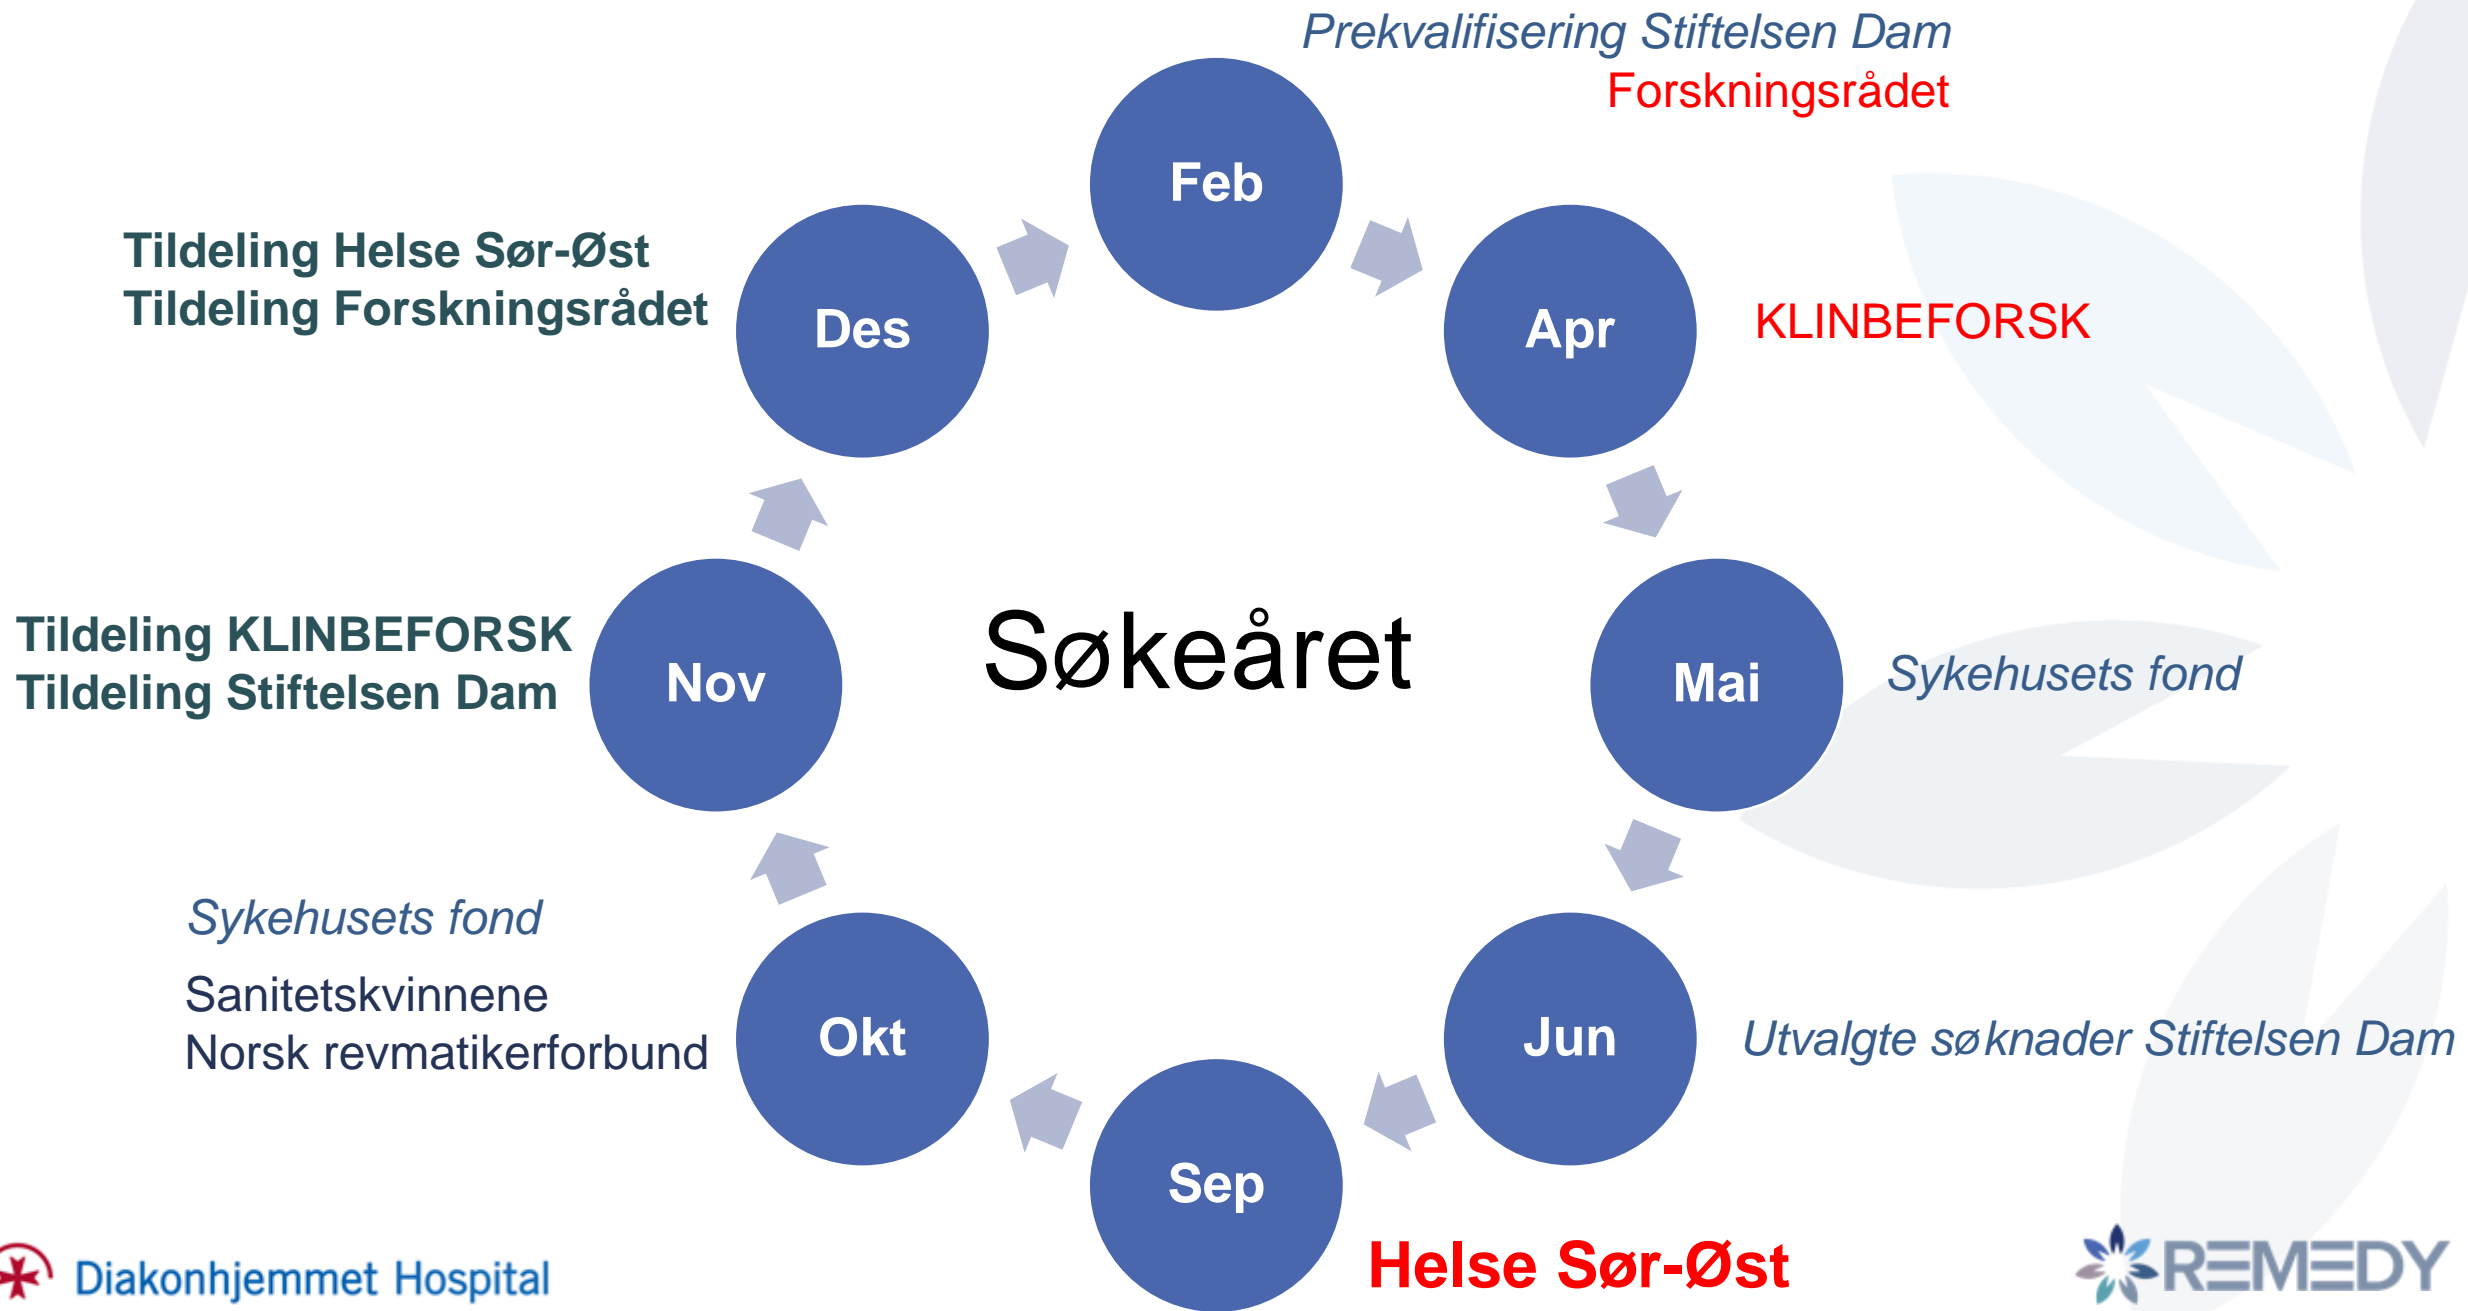 Prekvalifisering Stiftelsen Dam
Forskningsrådet
Feb
Tildeling Helse Sør-Øst
Tildeling Forskningsrådet
Des
Apr
KLINBEFORSK
Tildeling KLINBEFORSK
Tildeling Stiftelsen Dam
Nov
Søkeåret
Mai
Sykehusets fond
Sykehusets fond
Sanitetskvinnene
Norsk revmatikerforbund
Okt
Jun
Utvalgte søknader Stiftelsen Dam
Sep
Helse Sør-Øst
Diakonhjemmet Hospital
REMEDY